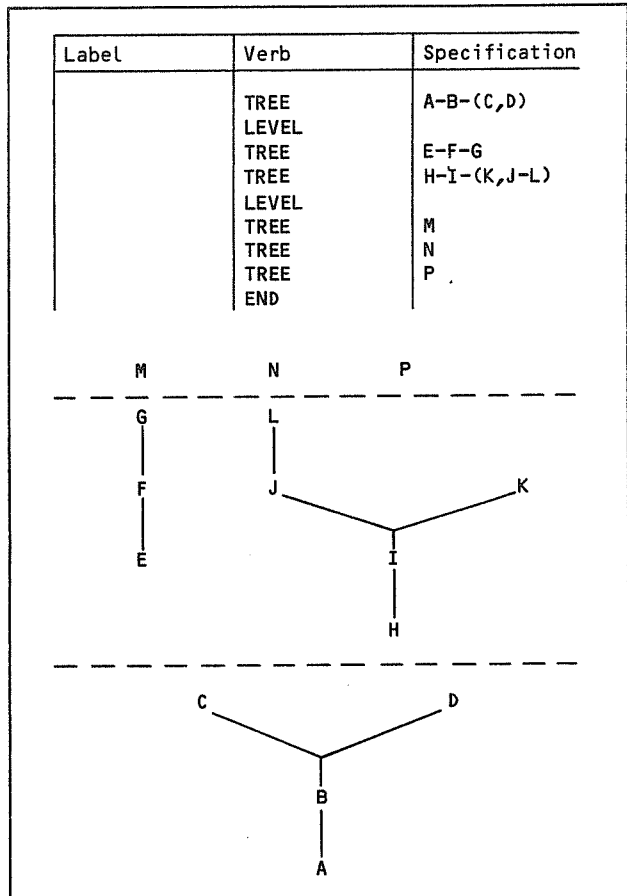 Label Verb Specification
TREE A-B-(C,D)
LEVEL
TREE E-F-G
TREE H-I-(K,J-L)
LEVEL
TREE M
TREE N
TREE P
END
M N P
G L
F J K
E I
H
C D
B
A